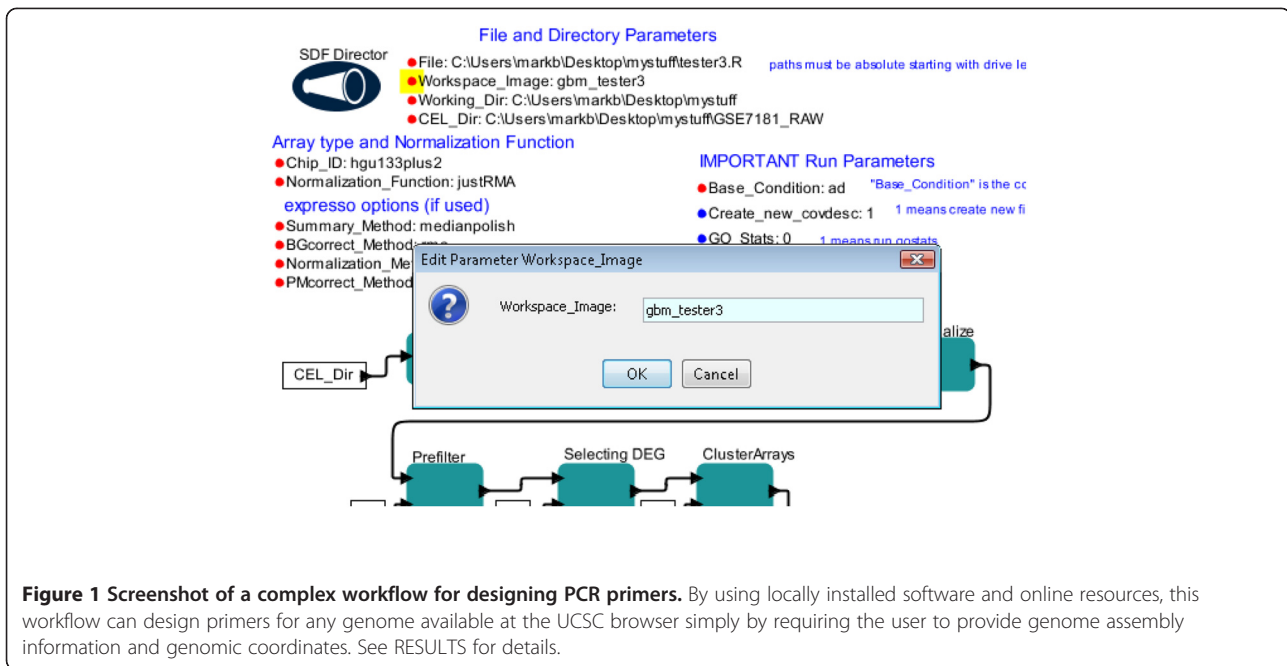 File and Directory Parameters
SDF Director
File: C:\Users\markb\Desktop\mystuff\tester3.R
paths must be absolute starting with drive le
Workspace_Image: gbm_tester3
Working_Dir: C:\Users\markb\Desktop\mystuff
CEL_Dir: C:\Users\markb\Desktop\mystuff\GSE7181_RAW
Array type and Normalization Function
Chip_ID: hgu133plus2
Normalization_Function: justRMA
expresso options (if used)
Summary_Method: medianpolish
BGcorrect_Method: rma
Normalization_Me
PMcorrect_Method
IMPORTANT Run Parameters
Base_Condition: ad
"Base_Condition" is the cc
Create_new_covdesc: 1
1 means create new fi
GO_Stats: 0
1 means run gostats
Edit Parameter Workspace_Image
Workspace_Image:
gbm_tester3
OK
Cancel
alize
CEL_Dir
Prefilter
Selecting DEG
ClusterArrays
Figure 1 Screenshot of a complex workflow for designing PCR primers. By using locally installed software and online resources, this
workflow can design primers for any genome available at the UCSC browser simply by requiring the user to provide genome assembly
information and genomic coordinates. See RESULTS for details.